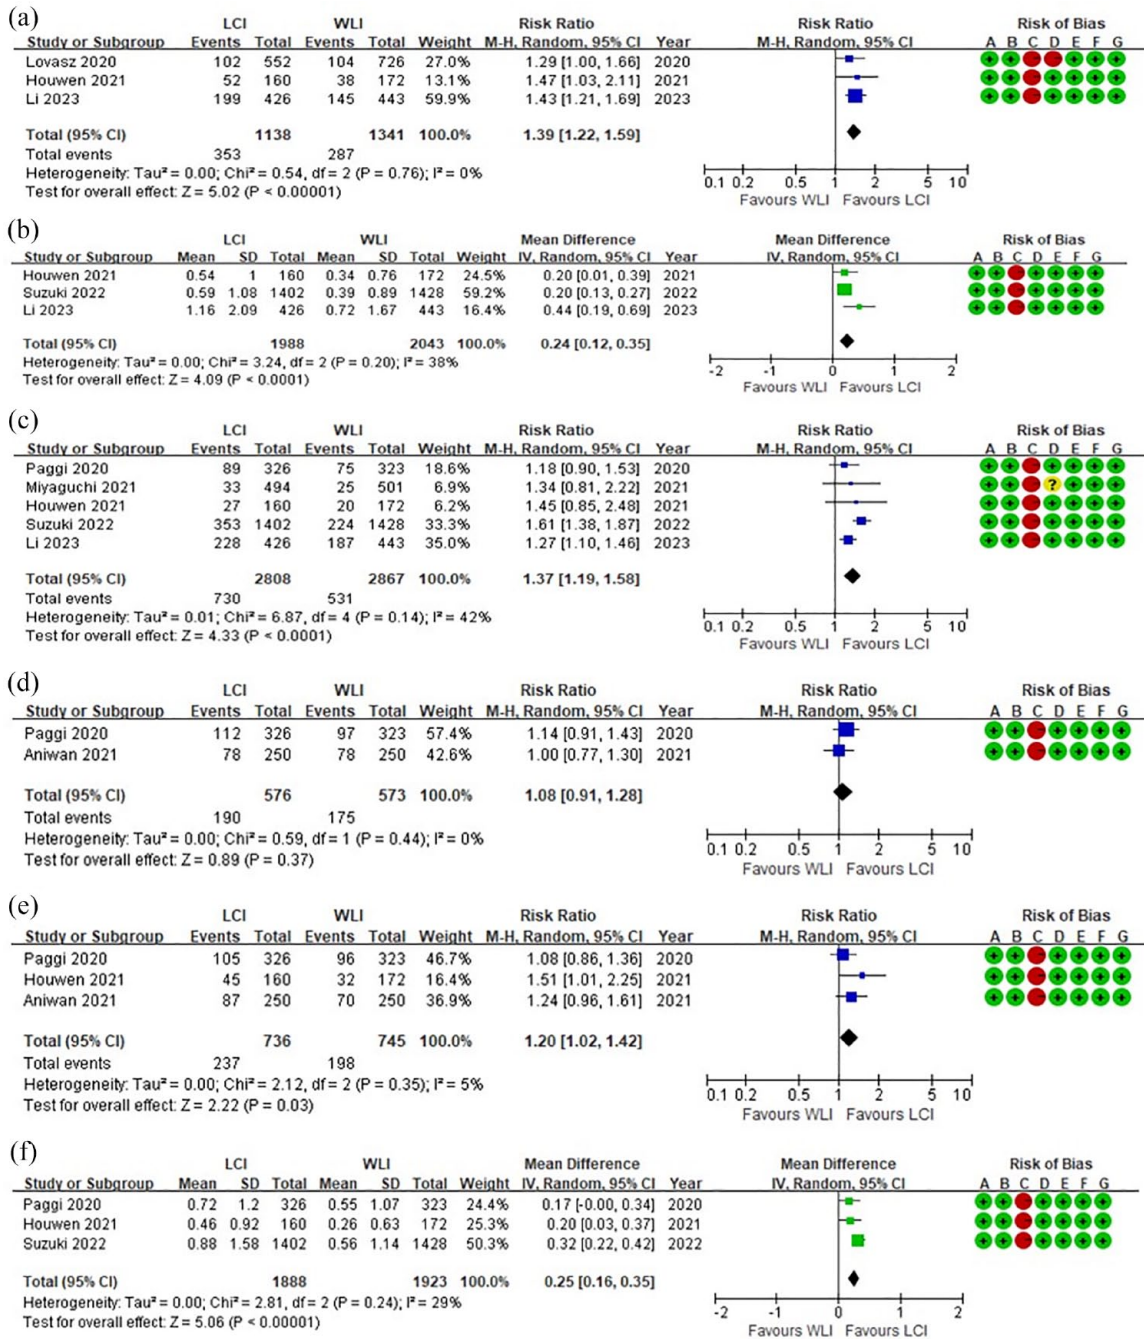 (a)
LCI WLI Risk Ratio Risk Ratio Risk of Bias
Study or Subgroup Events Total Events Total Weight M-H, Random, 95% CI Year M-H, Random, 95% CI A B C D E F G
Lovasz 2020 102 552 104 726 27.0% 1.29 [1.00, 1.66] 2020
Houwen 2021 52 160 38 172 13.1% 1.47 [1.03, 2.11] 2021
Li 2023 199 426 145 443 59.9% 1.43 [1.21, 1.69] 2023
Total (95% CI) 1138 1341 100.0% 1.39 [1.22, 1.59]
Total events 353 287
Heterogeneity: Tau² = 0.00; Chi² = 0.54, df = 2 (P = 0.76); I² = 0%
Test for overall effect: Z = 5.02 (P < 0.00001)
0.1 0.2 0.5 1 2 5 10
Favours WLI Favours LCI
(b)
LCI WLI Mean Difference Mean Difference Risk of Bias
Study or Subgroup Mean SD Total Mean SD Total Weight IV, Random, 95% CI Year IV, Random, 95% CI A B C D E F G
Houwen 2021 0.54 1 160 0.34 0.76 172 24.5% 0.20 [0.01, 0.39] 2021
Suzuki 2022 0.59 1.08 1402 0.39 0.89 1428 59.2% 0.20 [0.13, 0.27] 2022
Li 2023 1.16 2.09 426 0.72 1.67 443 16.4% 0.44 [0.19, 0.69] 2023
Total (95% CI) 1988 2043 100.0% 0.24 [0.12, 0.35]
Heterogeneity: Tau² = 0.00; Chi² = 3.24, df = 2 (P = 0.20); I² = 38%
Test for overall effect: Z = 4.09 (P < 0.0001)
-2 -1 0 1 2
Favours WLI Favours LCI
(c)
LCI WLI Risk Ratio Risk Ratio Risk of Bias
Study or Subgroup Events Total Events Total Weight M-H, Random, 95% CI Year M-H, Random, 95% CI A B C D E F G
Paggi 2020 89 326 75 323 18.6% 1.18 [0.90, 1.53] 2020
Miyaguchi 2021 33 494 25 501 6.9% 1.34 [0.81, 2.22] 2021 ?
Houwen 2021 27 160 20 172 6.2% 1.45 [0.85, 2.48] 2021
Suzuki 2022 353 1402 224 1428 33.3% 1.61 [1.38, 1.87] 2022
Li 2023 228 426 187 443 35.0% 1.27 [1.10, 1.46] 2023
Total (95% CI) 2808 2867 100.0% 1.37 [1.19, 1.58]
Total events 730 531
Heterogeneity: Tau² = 0.01; Chi² = 6.87, df = 4 (P = 0.14); I² = 42%
Test for overall effect: Z = 4.33 (P < 0.0001)
0.1 0.2 0.5 1 2 5 10
Favours WLI Favours LCI
(d)
LCI WLI Risk Ratio Risk Ratio Risk of Bias
Study or Subgroup Events Total Events Total Weight M-H, Random, 95% CI Year M-H, Random, 95% CI A B C D E F G
Paggi 2020 112 326 97 323 57.4% 1.14 [0.91, 1.43] 2020
Aniwan 2021 78 250 78 250 42.6% 1.00 [0.77, 1.30] 2021
Total (95% CI) 576 573 100.0% 1.08 [0.91, 1.28]
Total events 190 175
Heterogeneity: Tau² = 0.00; Chi² = 0.59, df = 1 (P = 0.44); I² = 0%
Test for overall effect: Z = 0.89 (P = 0.37)
0.1 0.2 0.5 1 2 5 10
Favours WLI Favours LCI
(e)
LCI WLI Risk Ratio Risk Ratio Risk of Bias
Study or Subgroup Events Total Events Total Weight M-H, Random, 95% CI Year M-H, Random, 95% CI A B C D E F G
Paggi 2020 105 326 96 323 46.7% 1.08 [0.86, 1.36] 2020
Houwen 2021 45 160 32 172 16.4% 1.51 [1.01, 2.25] 2021
Aniwan 2021 87 250 70 250 36.9% 1.24 [0.96, 1.61] 2021
Total (95% CI) 736 745 100.0% 1.20 [1.02, 1.42]
Total events 237 198
Heterogeneity: Tau² = 0.00; Chi² = 2.12, df = 2 (P = 0.35); I² = 5%
Test for overall effect: Z = 2.22 (P = 0.03)
0.1 0.2 0.5 1 2 5 10
Favours WLI Favours LCI
(f)
LCI WLI Mean Difference Mean Difference Risk of Bias
Study or Subgroup Mean SD Total Mean SD Total Weight IV, Random, 95% CI Year IV, Random, 95% CI A B C D E F G
Paggi 2020 0.72 1.2 326 0.55 1.07 323 24.4% 0.17 [-0.00, 0.34] 2020
Houwen 2021 0.46 0.92 160 0.26 0.63 172 25.3% 0.20 [0.03, 0.37] 2021
Suzuki 2022 0.88 1.58 1402 0.56 1.14 1428 50.3% 0.32 [0.22, 0.42] 2022
Total (95% CI) 1888 1923 100.0% 0.25 [0.16, 0.35]
Heterogeneity: Tau² = 0.00; Chi² = 2.81, df = 2 (P = 0.24); I² = 29%
Test for overall effect: Z = 5.06 (P < 0.00001)
-2 -1 0 1 2
Favours WLI Favours LCI